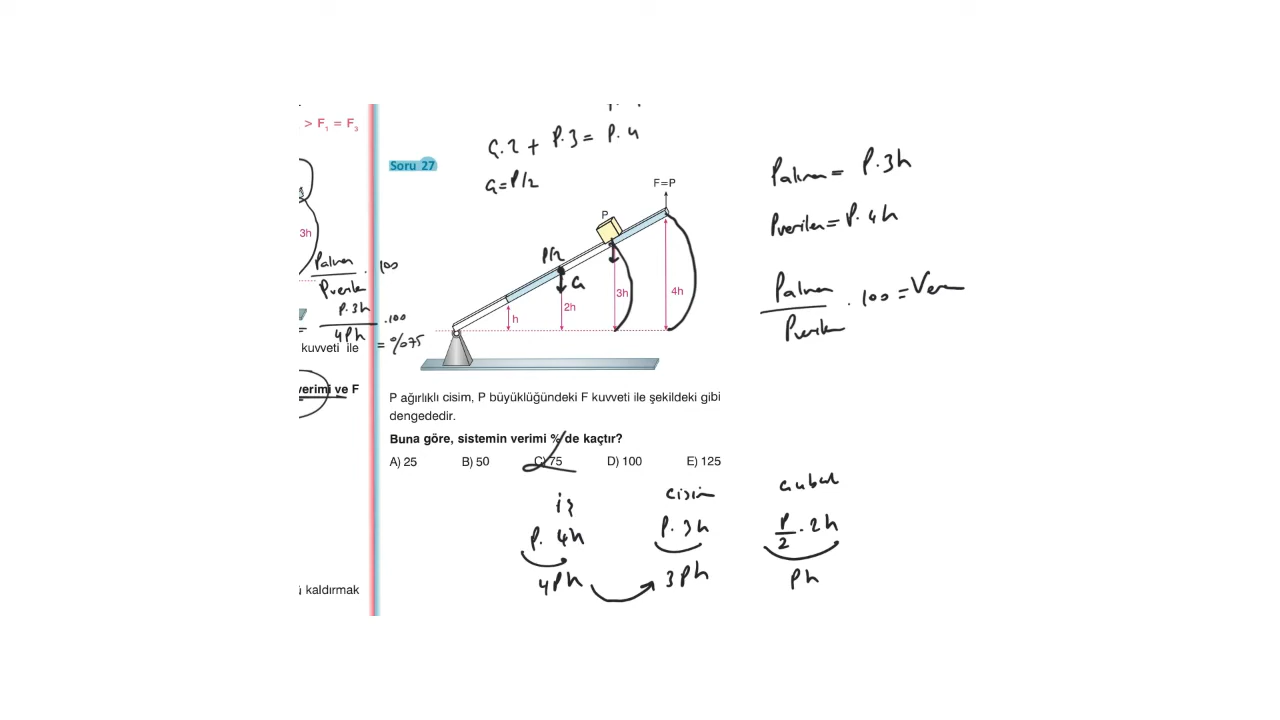 > F₁ = F₃
3h
Palınan / Pverilen . 100
P.3h / 4Ph .100
= %75
kuvveti ile
verimi ve F
ü kaldırmak
G.2 + P.3 = P.4
Soru 27
G=P/2
F=P
P
P/2
G
h
2h
3h
4h
P ağırlıklı cisim, P büyüklüğündeki F kuvveti ile şekildeki gibi
dengededir.
Buna göre, sistemin verimi % de kaçtır?
A) 25 B) 50 C) 75 D) 100 E) 125
iş cisim çubuk
P. 4h P. 3h P/2 . 2h
4Ph 3Ph Ph
Palınan = P.3h
Pverilen = P.4h
Palınan / Pverilen . 100 = Verim